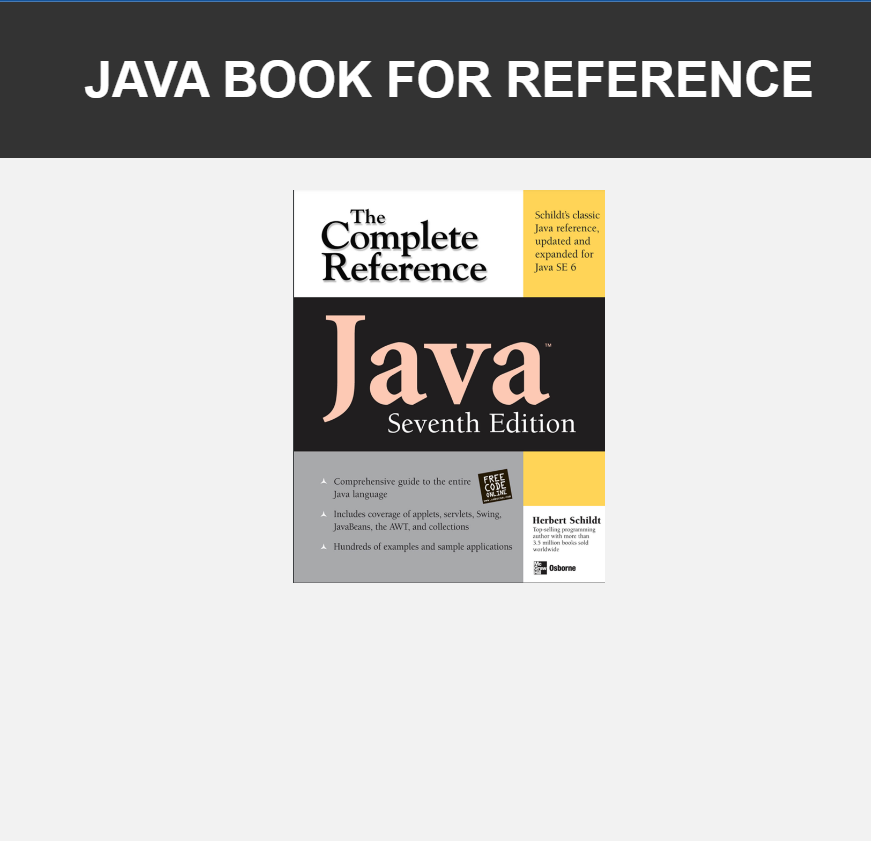 JAVA BOOK FOR REFERENCE
The
Complete
Reference
Schildt's classic
Java reference,
updated and
expanded for
Java SE 6
Java™
Seventh Edition
Comprehensive guide to the entire
Java language
Includes coverage of applets, servlets, Swing,
JavaBeans, the AWT, and collections
Hundreds of examples and sample applications
FREE
CODE
ONLINE
Herbert Schildt
Top-selling programming
author with more than
3.5 million books sold
worldwide
Osborne